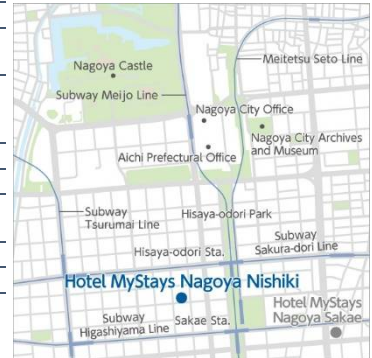 Nagoya Castle
Meitetsu Seto Line
Subway Meijo Line
Nagoya City Office
Nagoya City Archives
and Museum
Aichi Prefectural Office
Subway
Tsurumai Line
Hisaya-odori Park
Subway
Sakura-dori Line
Hisaya-odori Sta.
Hotel MyStays Nagoya Nishiki
Hotel MyStays
Nagoya Sakae
Subway
Higashiyama Line
Sakae Sta.